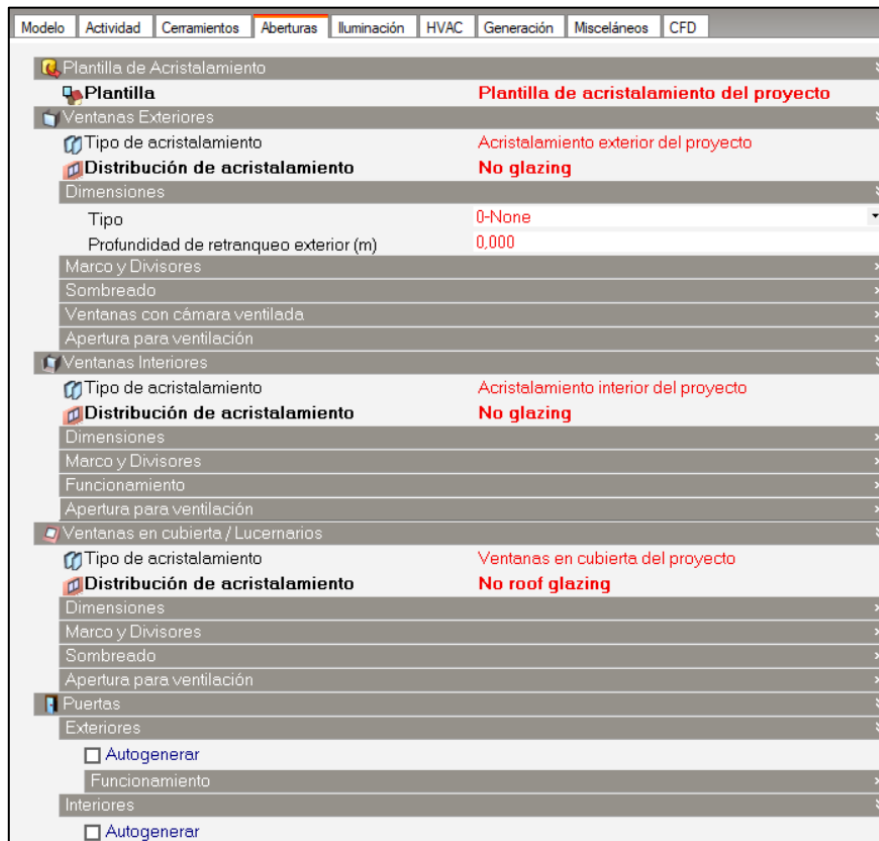 Modelo Actividad Cerramientos Aberturas Iluminación HVAC Generación Misceláneos CFD
Plantilla de Acristalamiento
Plantilla Plantilla de acristalamiento del proyecto
Ventanas Exteriores
Tipo de acristalamiento Acristalamiento exterior del proyecto
Distribución de acristalamiento No glazing
Dimensiones
Tipo 0-None
Profundidad de retranqueo exterior (m) 0,000
Marco y Divisores
Sombreado
Ventanas con cámara ventilada
Apertura para ventilación
Ventanas Interiores
Tipo de acristalamiento Acristalamiento interior del proyecto
Distribución de acristalamiento No glazing
Dimensiones
Marco y Divisores
Funcionamiento
Apertura para ventilación
Ventanas en cubierta / Lucernarios
Tipo de acristalamiento Ventanas en cubierta del proyecto
Distribución de acristalamiento No roof glazing
Dimensiones
Marco y Divisores
Sombreado
Apertura para ventilación
Puertas
Exteriores
Autogenerar
Funcionamiento
Interiores
Autogenerar